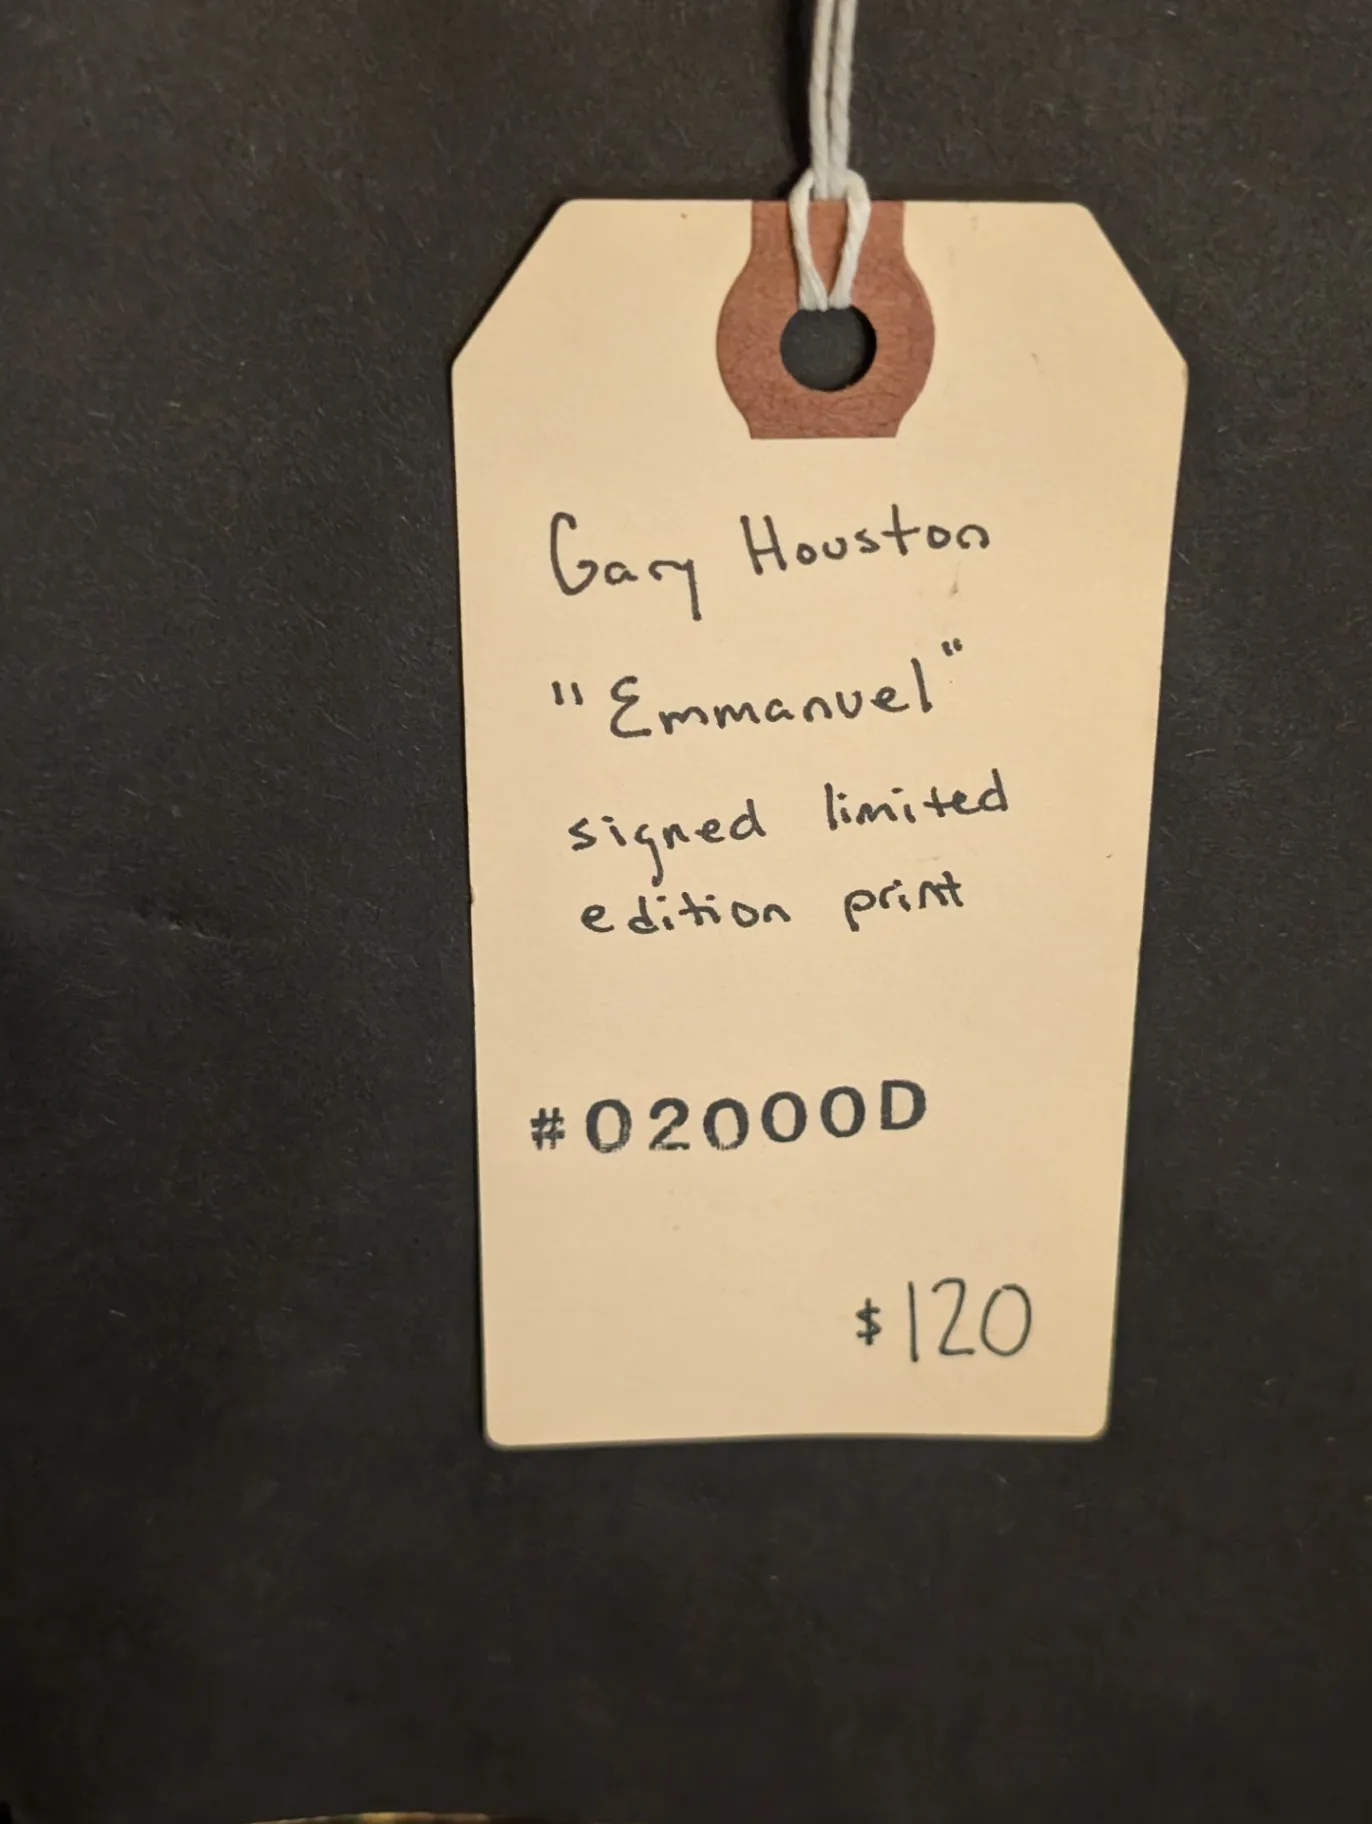 Gary Houston
"Emmanuel"
signed limited
edition print
#02000D
$120